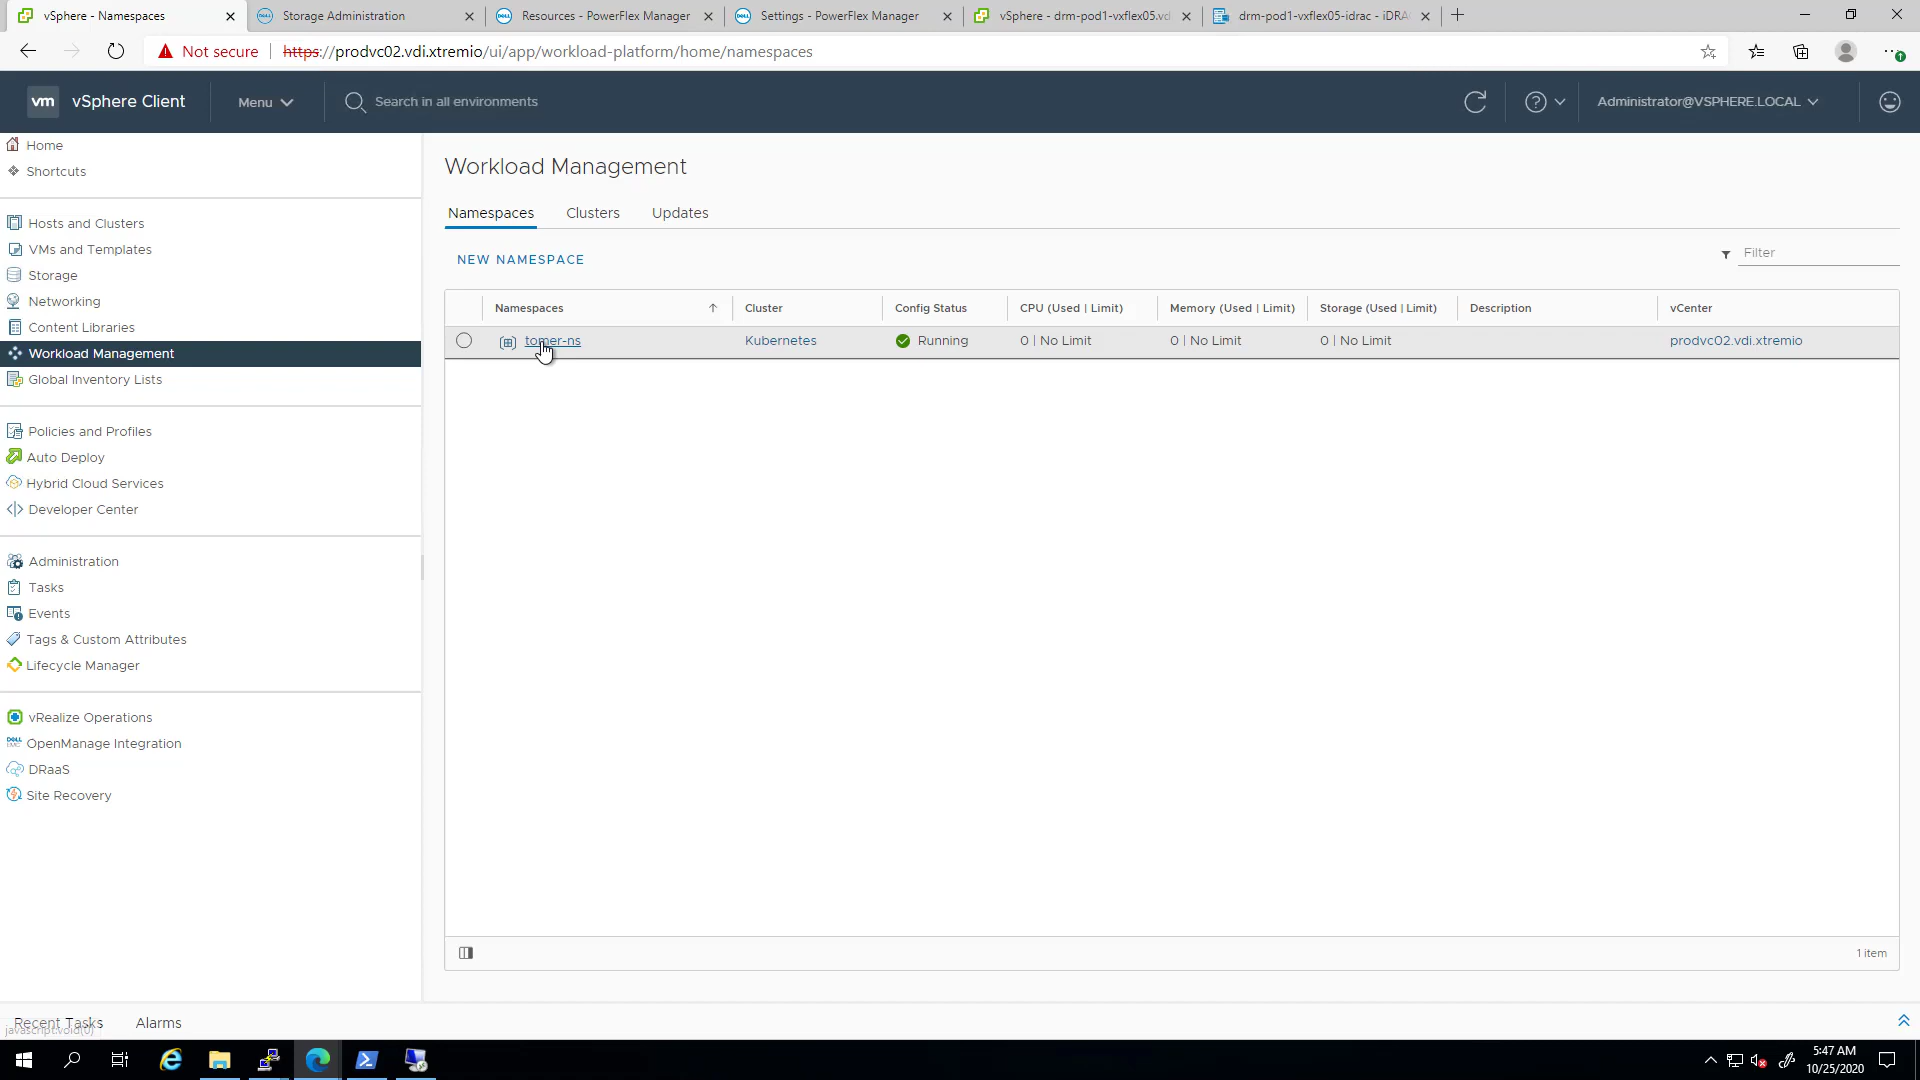 vSphere - Namespaces
Storage Administration
Resources - PowerFlex Manager
Settings - PowerFlex Manager
vSphere - drm-pod1-vxflex05.vd
drm-pod1-vxflex05-idrac - iDRA
Not secure
https://prodvc02.vdi.xtremio/ui/app/workload-platform/home/namespaces
vm
vSphere Client
Menu
Search in all environments
Administrator@VSPHERE.LOCAL
Home
Shortcuts
Hosts and Clusters
VMs and Templates
Storage
Networking
Content Libraries
Workload Management
Global Inventory Lists
Policies and Profiles
Auto Deploy
Hybrid Cloud Services
Developer Center
Administration
Tasks
Events
Tags & Custom Attributes
Lifecycle Manager
vRealize Operations
OpenManage Integration
DRaaS
Site Recovery
Workload Management
Namespaces Clusters Updates
NEW NAMESPACE
Filter
Namespaces Cluster Config Status CPU (Used | Limit) Memory (Used | Limit) Storage (Used | Limit) Description vCenter
tomer-ns Kubernetes Running 0 | No Limit 0 | No Limit 0 | No Limit prodvc02.vdi.xtremio
1 item
Recent Tasks Alarms
javascript:void(0)
5:47 AM
10/25/2020